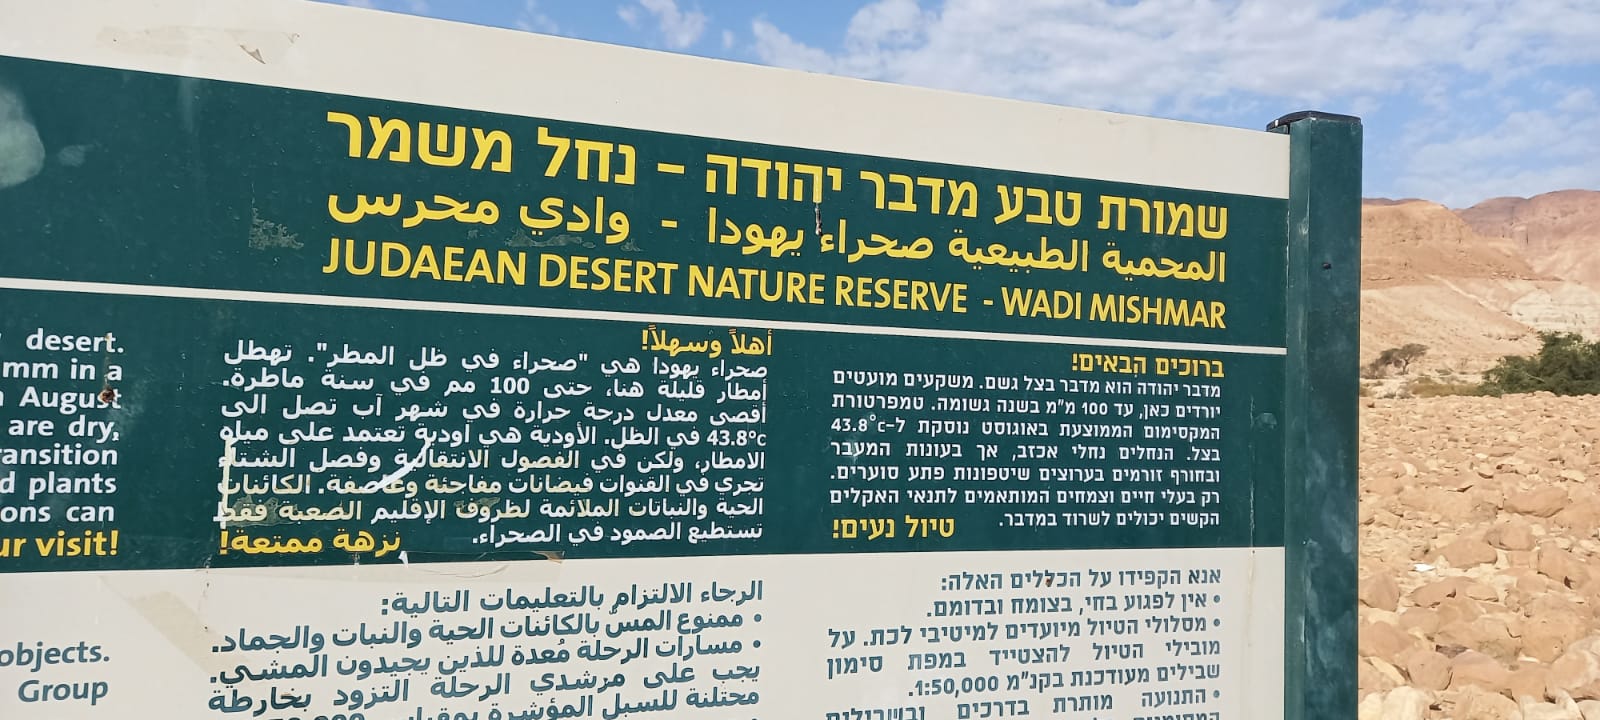 שמורת טבע מדבר יהודה – נחל משמר
المحمية الطبيعية صحراء يهودا - وادي محرس
JUDAEAN DESERT NATURE RESERVE - WADI MISHMAR
ברוכים הבאים!
מדבר יהודה הוא מדבר בצל גשם. משקעים מועטים
יורדים כאן, עד 100 מ"מ בשנה גשומה. טמפרטורת
המקסימום הממוצעת באוגוסט נוסקת ל-43.8°c
בצל. הנחלים נחלי אכזב, אך בעונות המעבר
ובחורף זורמים בערוצים שיטפונות פתע סוערים.
רק בעלי חיים וצמחים המותאמים לתנאי האקלים
הקשים יכולים לשרוד במדבר.
טיול נעים!
أهلاً وسهلاً!
صحراء يهودا هي "صحراء في ظل المطر". تهطل
أمطار قليلة هنا، حتى 100 مم في سنة ماطرة.
أقصى معدل درجة حرارة في شهر آب تصل الى
43.8°c في الظل. الأودية هي اودية تعتمد على مياه
الامطار، ولكن في الفصول الانتقالية وفصل الشتاء
تجري في القنوات فيضانات مفاجئة وعاصفة. الكائنات
الحية والنباتات الملائمة لظروف الإقليم الصعبة فقط
تستطيع الصمود في الصحراء.
نزهة ممتعة!
desert.
mm in a
August
are dry,
plants
can
visit!
אנא הקפידו על הכללים האלה:
• אין לפגוע בחי, בצומח ובדומם.
• מסלולי הטיול מיועדים למיטיבי לכת. על
מובילי הטיול להצטייד במפת סימון
שבילים מעודכנת בקנ"מ 1:50,000.
• התנועה מותרת בדרכים ובשבילים
الرجاء الالتزام بالتعليمات التالية:
• ممنوع المسّ بالكائنات الحية والنبات والجماد.
• مسارات الرحلة مُعدة للذين يجيدون المشي.
يجب على مرشدي الرحلة التزود بخارطة
محتلنة للسبل المؤشرة بمقياس
objects.
Group